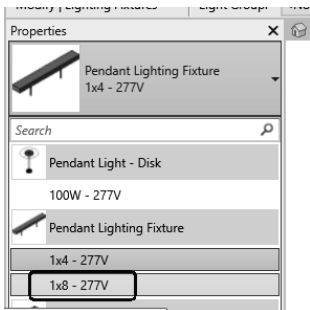 Modify | Lighting Fixtures
Light Group:
Properties
Pendant Lighting Fixture
1x4 - 277V
Search
Pendant Light - Disk
100W - 277V
Pendant Lighting Fixture
1x4 - 277V
1x8 - 277V